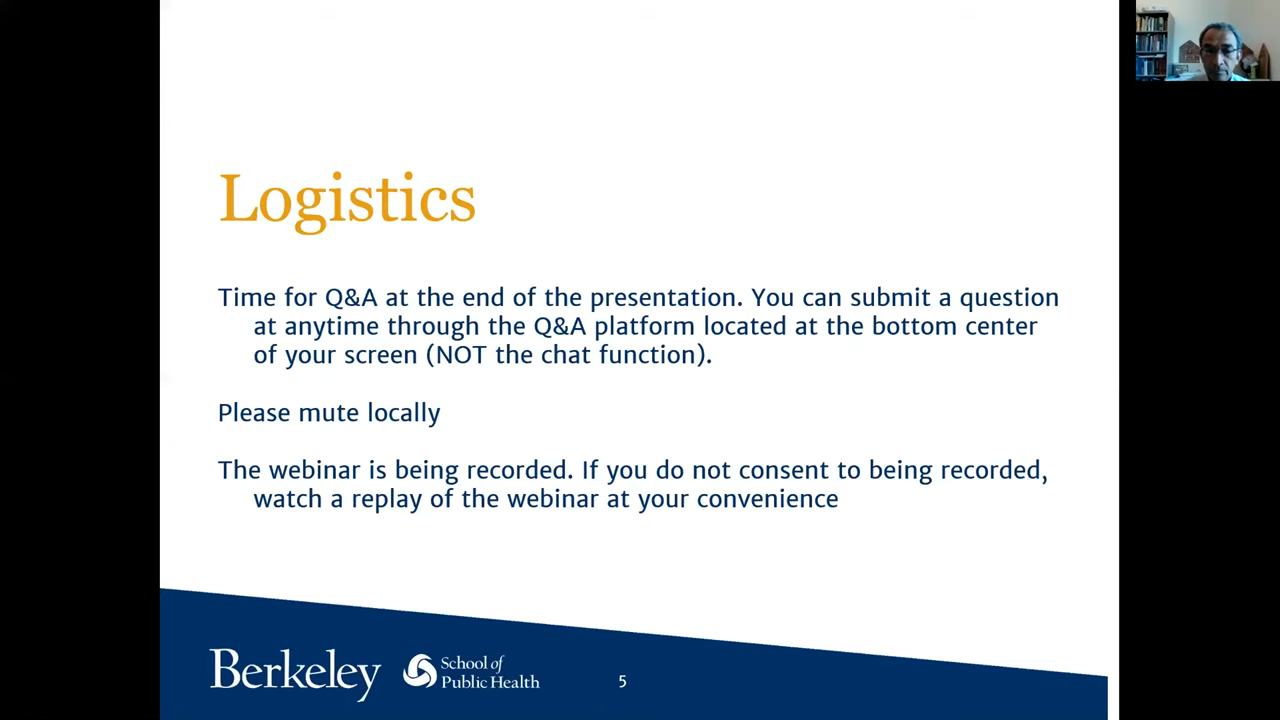 Logistics
Time for Q&A at the end of the presentation. You can submit a question
at anytime through the Q&A platform located at the bottom center
of your screen (NOT the chat function).
Please mute locally
The webinar is being recorded. If you do not consent to being recorded,
watch a replay of the webinar at your convenience
Berkeley
School of
Public Health
5